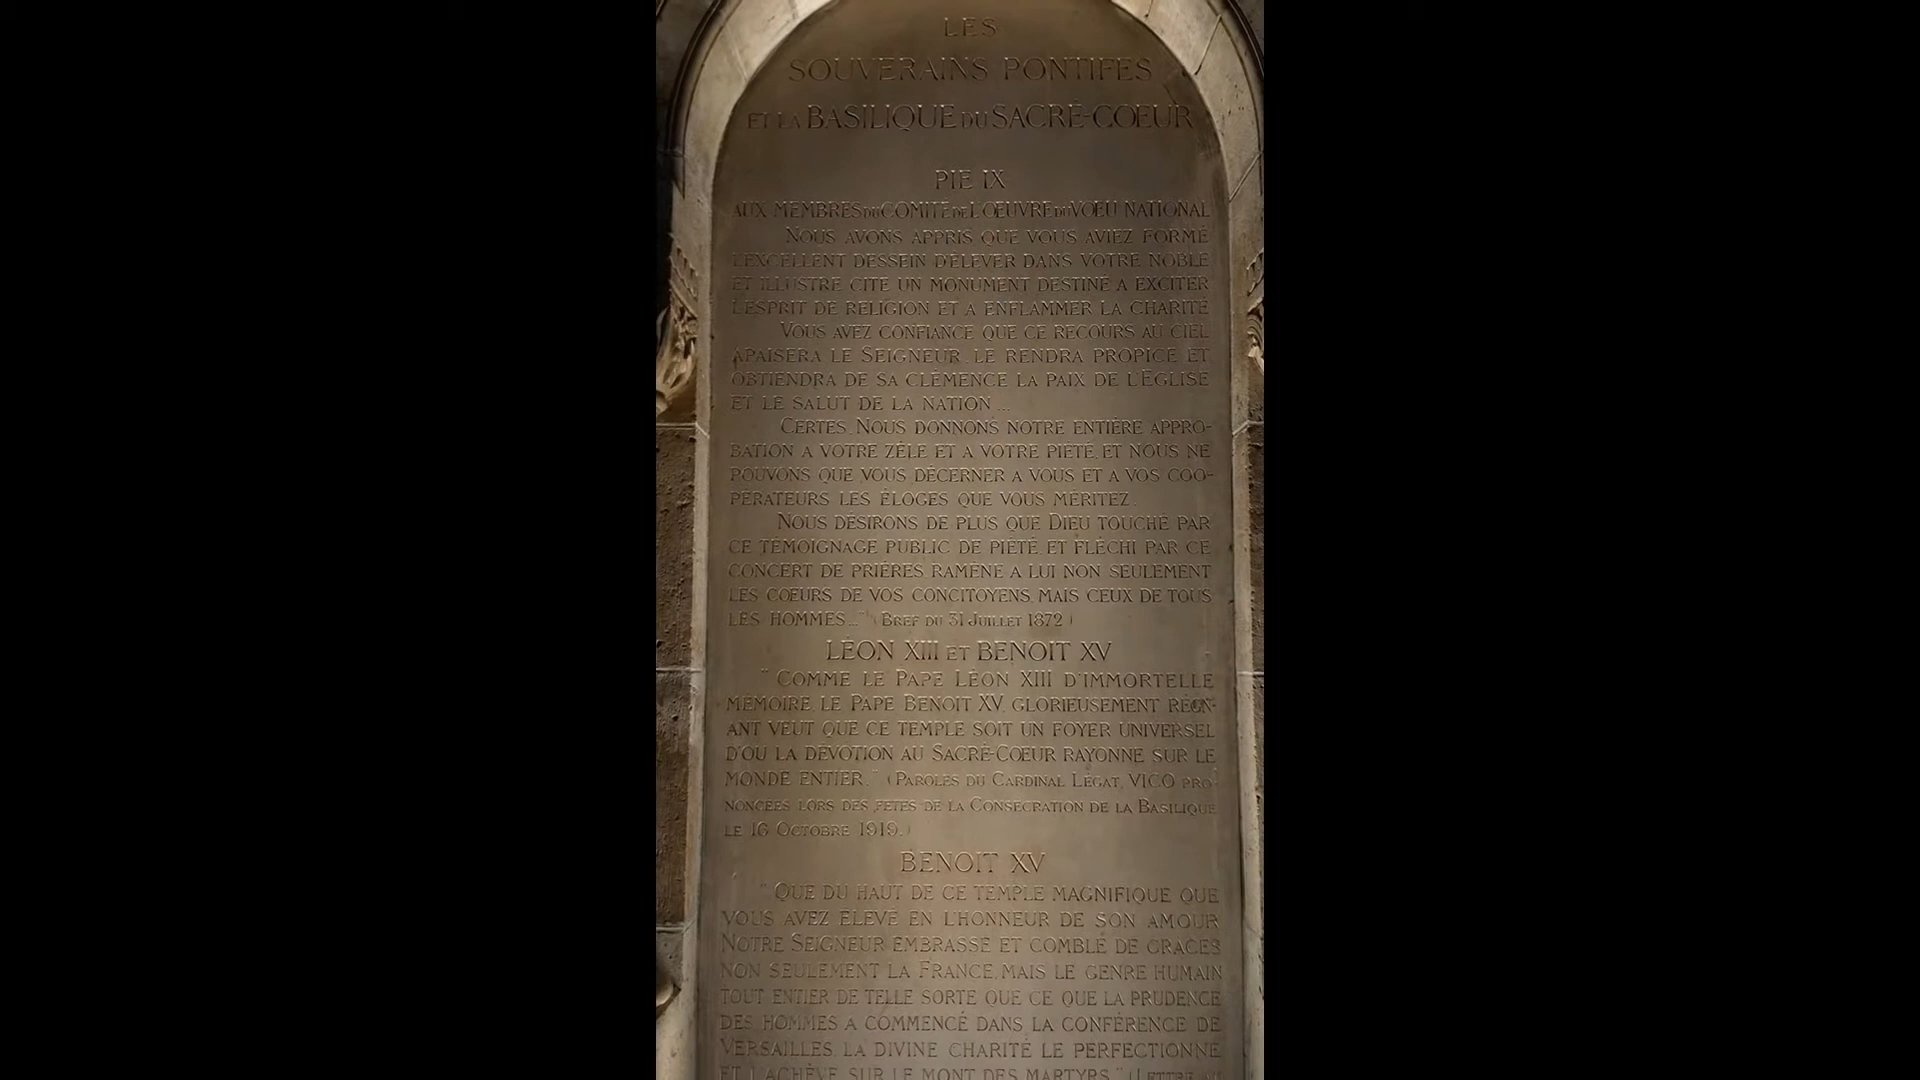 LES
SOUVERAINS PONTIFES
ET LA BASILIQUE DU SACRÉ-CŒUR
PIE IX
AUX MEMBRES DU COMITÉ DE L'ŒUVRE DU VŒU NATIONAL
NOUS AVONS APPRIS QUE VOUS AVIEZ FORMÉ
L'EXCELLENT DESSEIN D'ÉLEVER DANS VOTRE NOBLE
ET ILLUSTRE CITÉ UN MONUMENT DESTINÉ A EXCITER
L'ESPRIT DE RELIGION ET A ENFLAMMER LA CHARITÉ
VOUS AVEZ CONFIANCE QUE CE RECOURS AU CIEL
APAISERA LE SEIGNEUR, LE RENDRA PROPICE ET
OBTIENDRA DE SA CLÉMENCE LA PAIX DE L'ÉGLISE
ET LE SALUT DE LA NATION ...
CERTES, NOUS DONNONS NOTRE ENTIÈRE APPRO-
BATION A VOTRE ZÈLE ET A VOTRE PIÉTÉ, ET NOUS NE
POUVONS QUE VOUS DÉCERNER A VOUS ET A VOS COO-
PÉRATEURS LES ÉLOGES QUE VOUS MÉRITEZ.
NOUS DÉSIRONS DE PLUS QUE DIEU TOUCHÉ PAR
CE TÉMOIGNAGE PUBLIC DE PIÉTÉ, ET FLÉCHI PAR CE
CONCERT DE PRIÈRES RAMÈNE A LUI NON SEULEMENT
LES CŒURS DE VOS CONCITOYENS, MAIS CEUX DE TOUS
LES HOMMES..." (BREF DU 31 JUILLET 1872)
LÉON XIII ET BENOIT XV
"COMME LE PAPE LÉON XIII D'IMMORTELLE
MÉMOIRE, LE PAPE BENOIT XV, GLORIEUSEMENT RÉGN-
ANT VEUT QUE CE TEMPLE SOIT UN FOYER UNIVERSEL
D'OU LA DÉVOTION AU SACRÉ-CŒUR RAYONNE SUR LE
MONDE ENTIER." (PAROLES DU CARDINAL LÉGAT, VICO PRO-
NONCÉES LORS DES FÊTES DE LA CONSÉCRATION DE LA BASILIQUE
LE 16 OCTOBRE 1919.)
BENOIT XV
"QUE DU HAUT DE CE TEMPLE MAGNIFIQUE QUE
VOUS AVEZ ÉLEVÉ EN L'HONNEUR DE SON AMOUR
NOTRE SEIGNEUR EMBRASSE ET COMBLE DE GRACES
NON SEULEMENT LA FRANCE, MAIS LE GENRE HUMAIN
TOUT ENTIER DE TELLE SORTE QUE CE QUE LA PRUDENCE
DES HOMMES A COMMENCÉ DANS LA CONFÉRENCE DE
VERSAILLES, LA DIVINE CHARITÉ LE PERFECTIONNE
ET L'ACHÈVE SUR LE MONT DES MARTYRS." (LETTRE AU